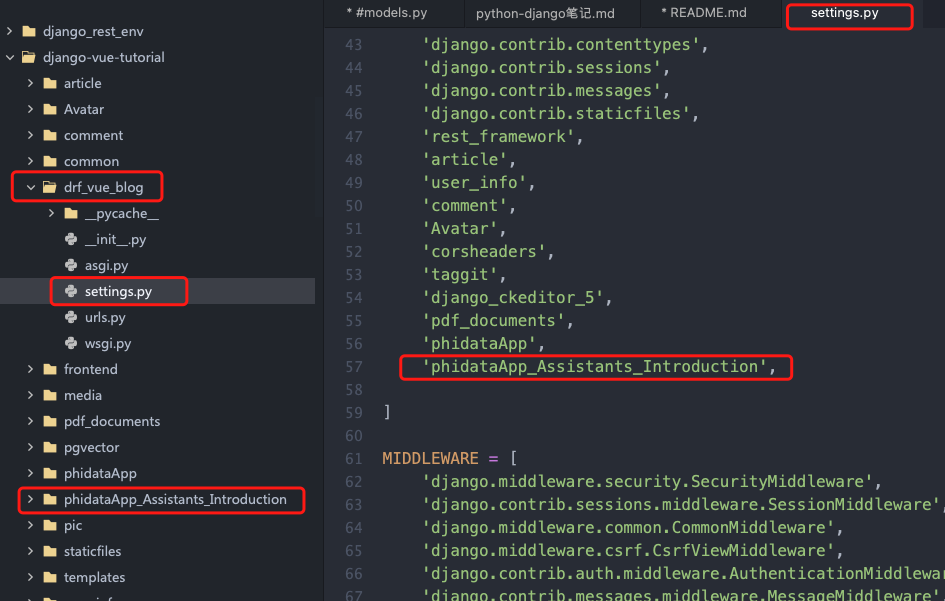 django_rest_env
django-vue-tutorial
article
Avatar
comment
common
drf_vue_blog
__pycache__
__init__.py
asgi.py
settings.py
urls.py
wsgi.py
frontend
media
pdf_documents
pgvector
phidataApp
phidataApp_Assistants_Introduction
pic
staticfiles
templates
* #models.py
python-django笔记.md
* README.md
settings.py
43 'django.contrib.contenttypes',
44 'django.contrib.sessions',
45 'django.contrib.messages',
46 'django.contrib.staticfiles',
47 'rest_framework',
48 'article',
49 'user_info',
50 'comment',
51 'Avatar',
52 'corsheaders',
53 'taggit',
54 'django_ckeditor_5',
55 'pdf_documents',
56 'phidataApp',
57 'phidataApp_Assistants_Introduction',
58
59 ]
60
61 MIDDLEWARE = [
62 'django.middleware.security.SecurityMiddleware',
63 'django.contrib.sessions.middleware.SessionMiddleware',
64 'django.middleware.common.CommonMiddleware',
65 'django.middleware.csrf.CsrfViewMiddleware',
66 'django.contrib.auth.middleware.AuthenticationMiddlewar
67 'django.contrib.messages.middleware.MessageMiddleware',